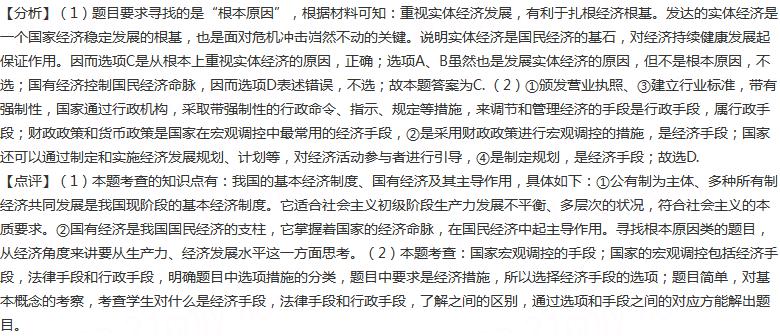 【分析】（1）题目要求寻找的是“根本原因”，根据材料可知：重视实体经济发展，有利于扎根经济根基。发达的实体经济是
一个国家经济稳定发展的根基，也是面对危机冲击岿然不动的关键。说明实体经济是国民经济的基石，对经济持续健康发展起
保证作用。因而选项C是从根本上重视实体经济的原因，正确；选项A、B虽然也是发展实体经济的原因，但不是根本原因，不
选；国有经济控制国民经济命脉，因而选项D表述错误，不选；故本题答案为C.（2）①颁发营业执照、③建立行业标准，带有
强制性，国家通过行政机构，采取带强制性的行政命令、指示、规定等措施，来调节和管理经济的手段是行政手段，属行政手
段；财政政策和货币政策是国家在宏观调控中最常用的经济手段，②是采用财政政策进行宏观调控的措施，是经济手段；国家
还可以通过制定和实施经济发展规划、计划等，对经济活动参与者进行引导，④是制定规划，是经济手段；故选D.
【点评】（1）本题考查的知识点有：我国的基本经济制度、国有经济及其主导作用，具体如下：①公有制为主体、多种所有制
经济共同发展是我国现阶段的基本经济制度。它适合社会主义初级阶段生产力发展不平衡、多层次的状况，符合社会主义的本
质要求。②国有经济是我国国民经济的支柱，它掌握着国家的经济命脉，在国民经济中起主导作用。寻找根本原因类的题目，
从经济角度来讲要从生产力、经济发展水平这一方面思考。（2）本题考查：国家宏观调控的手段；国家的宏观调控包括经济手
段，法律手段和行政手段，明确题目中选项措施的分类，题目中要求是经济措施，所以选择经济手段的选项；题目简单，对基
本概念的考察，考查学生对什么是经济手段，法律手段和行政手段，了解之间的区别，通过选项和手段之间的对应方能解出题
目。